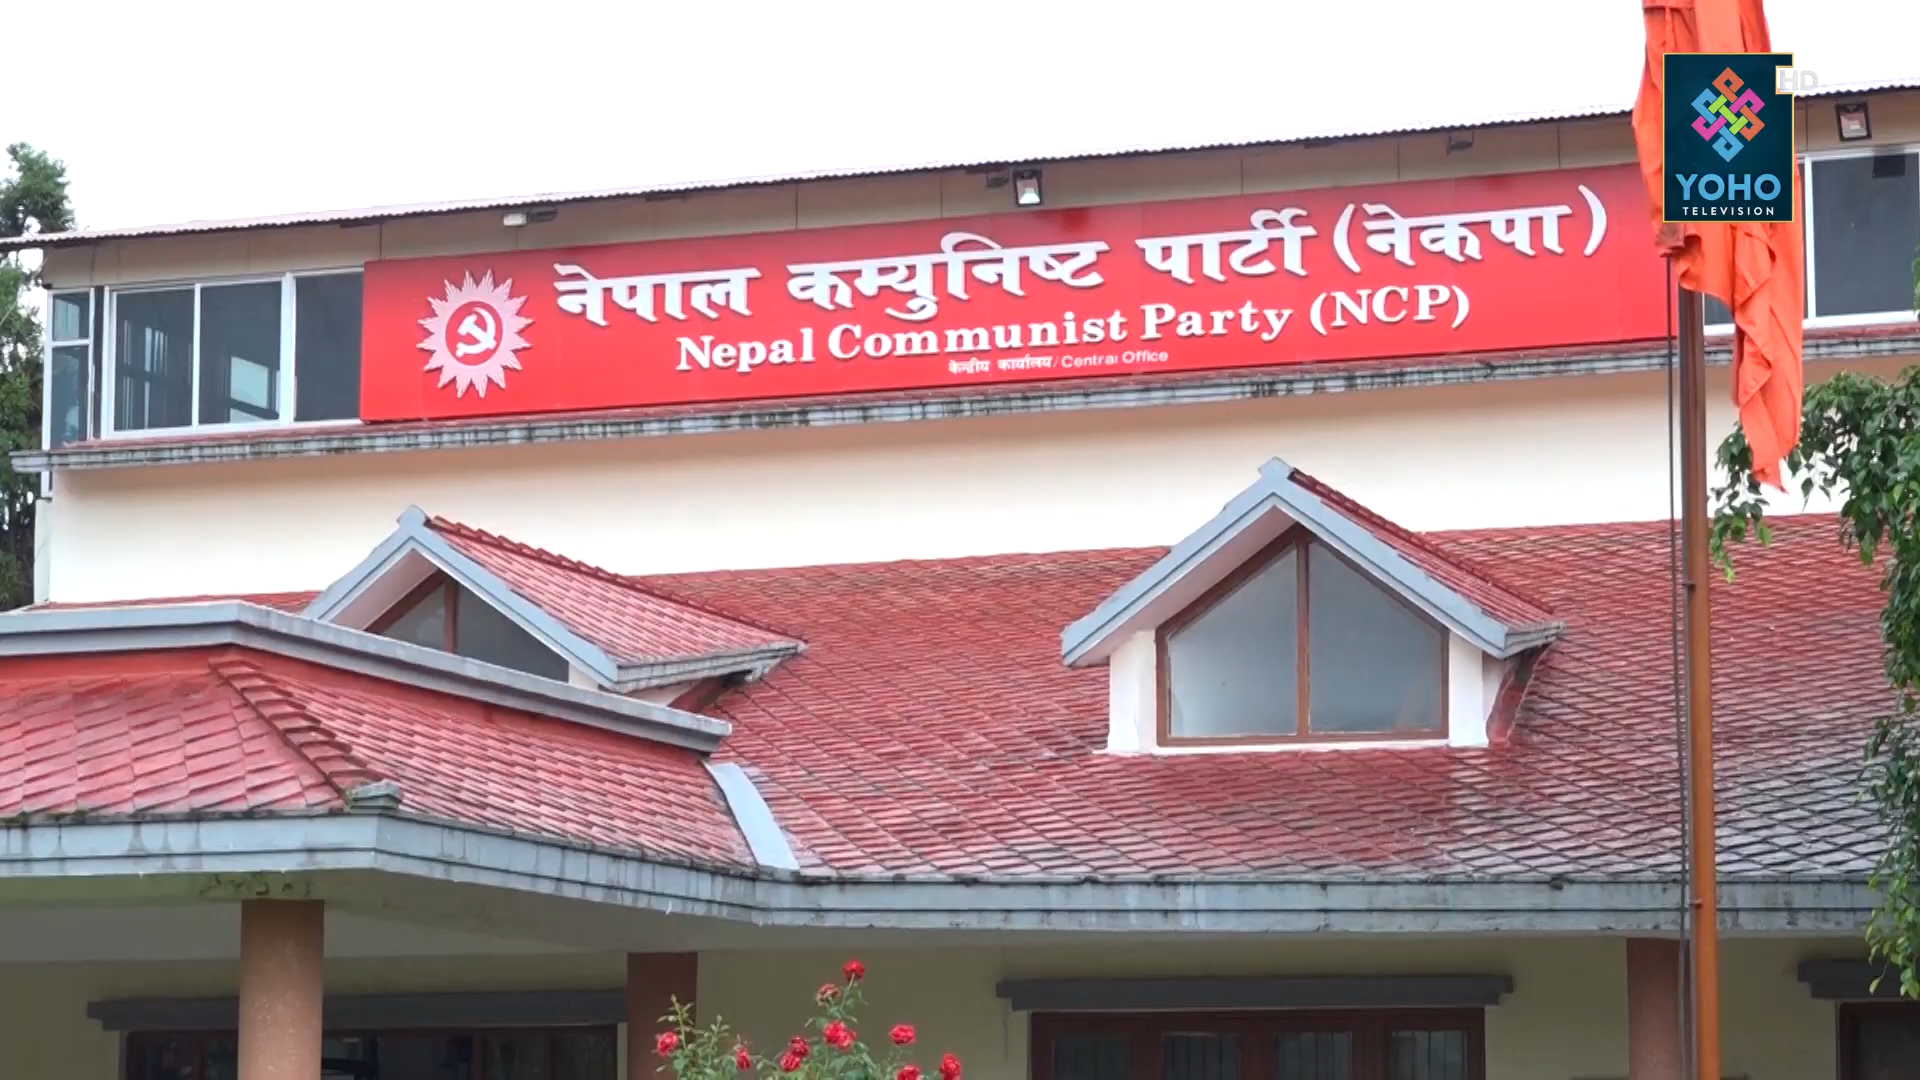 नेपाल कम्युनिष्ट पार्टी (नेकपा)
Nepal Communist Party (NCP)
केन्द्रीय कार्यालय/Central Office
HD
YOHO
TELEVISION